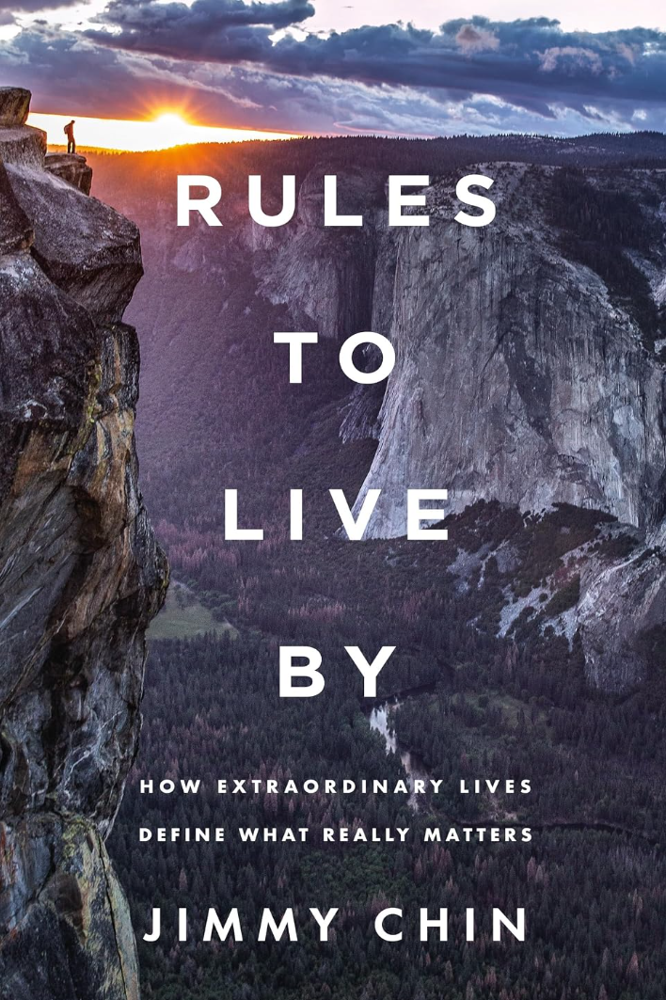 RULES
TO
LIVE
BY
HOW EXTRAORDINARY LIVES
DEFINE WHAT REALLY MATTERS
JIMMY CHIN